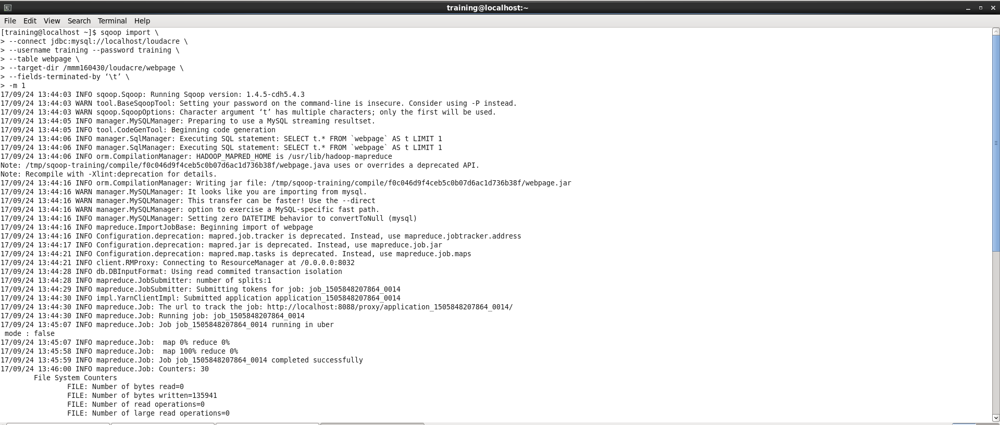 training@localhost:~
File Edit View Search Terminal Help
[training@localhost ~]$ sqoop import \
> --connect jdbc:mysql://localhost/loudacre \
> --username training --password training \
> --table webpage \
> --target-dir /mmm160430/loudacre/webpage \
> --fields-terminated-by ‘\t’ \
> -m 1
17/09/24 13:44:03 INFO sqoop.Sqoop: Running Sqoop version: 1.4.5-cdh5.4.3
17/09/24 13:44:03 WARN tool.BaseSqoopTool: Setting your password on the command-line is insecure. Consider using -P instead.
17/09/24 13:44:03 WARN sqoop.SqoopOptions: Character argument ‘t’ has multiple characters; only the first will be used.
17/09/24 13:44:05 INFO manager.MySQLManager: Preparing to use a MySQL streaming resultset.
17/09/24 13:44:05 INFO tool.CodeGenTool: Beginning code generation
17/09/24 13:44:06 INFO manager.SqlManager: Executing SQL statement: SELECT t.* FROM `webpage` AS t LIMIT 1
17/09/24 13:44:06 INFO manager.SqlManager: Executing SQL statement: SELECT t.* FROM `webpage` AS t LIMIT 1
17/09/24 13:44:06 INFO orm.CompilationManager: HADOOP_MAPRED_HOME is /usr/lib/hadoop-mapreduce
Note: /tmp/sqoop-training/compile/f0c046d9f4ceb5c0b07d6ac1d736b38f/webpage.java uses or overrides a deprecated API.
Note: Recompile with -Xlint:deprecation for details.
17/09/24 13:44:16 INFO orm.CompilationManager: Writing jar file: /tmp/sqoop-training/compile/f0c046d9f4ceb5c0b07d6ac1d736b38f/webpage.jar
17/09/24 13:44:16 WARN manager.MySQLManager: It looks like you are importing from mysql.
17/09/24 13:44:16 WARN manager.MySQLManager: This transfer can be faster! Use the --direct
17/09/24 13:44:16 WARN manager.MySQLManager: option to exercise a MySQL-specific fast path.
17/09/24 13:44:16 INFO manager.MySQLManager: Setting zero DATETIME behavior to convertToNull (mysql)
17/09/24 13:44:16 INFO mapreduce.ImportJobBase: Beginning import of webpage
17/09/24 13:44:16 INFO Configuration.deprecation: mapred.job.tracker is deprecated. Instead, use mapreduce.jobtracker.address
17/09/24 13:44:17 INFO Configuration.deprecation: mapred.jar is deprecated. Instead, use mapreduce.job.jar
17/09/24 13:44:21 INFO Configuration.deprecation: mapred.map.tasks is deprecated. Instead, use mapreduce.job.maps
17/09/24 13:44:21 INFO client.RMProxy: Connecting to ResourceManager at /0.0.0.0:8032
17/09/24 13:44:28 INFO db.DBInputFormat: Using read commited transaction isolation
17/09/24 13:44:28 INFO mapreduce.JobSubmitter: number of splits:1
17/09/24 13:44:29 INFO mapreduce.JobSubmitter: Submitting tokens for job: job_1505848207864_0014
17/09/24 13:44:30 INFO impl.YarnClientImpl: Submitted application application_1505848207864_0014
17/09/24 13:44:30 INFO mapreduce.Job: The url to track the job: http://localhost:8088/proxy/application_1505848207864_0014/
17/09/24 13:44:30 INFO mapreduce.Job: Running job: job_1505848207864_0014
17/09/24 13:45:07 INFO mapreduce.Job: Job job_1505848207864_0014 running in uber
 mode : false
17/09/24 13:45:07 INFO mapreduce.Job:  map 0% reduce 0%
17/09/24 13:45:58 INFO mapreduce.Job:  map 100% reduce 0%
17/09/24 13:45:59 INFO mapreduce.Job: Job job_1505848207864_0014 completed successfully
17/09/24 13:46:00 INFO mapreduce.Job: Counters: 30
        File System Counters
                FILE: Number of bytes read=0
                FILE: Number of bytes written=135941
                FILE: Number of read operations=0
                FILE: Number of large read operations=0